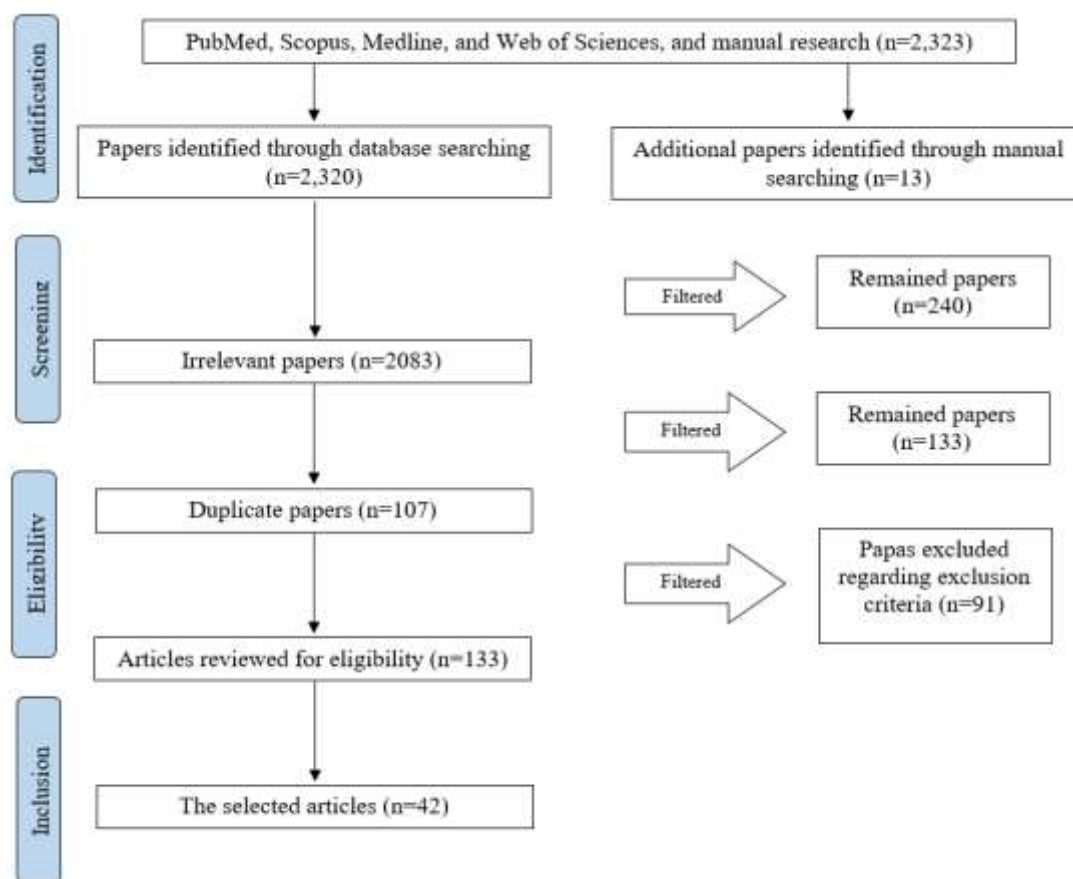 Identification
PubMed, Scopus, Medline, and Web of Sciences, and manual research (n=2,323)
Papers identified through database searching
(n=2,320)
Additional papers identified through manual
searching (n=13)
Screening
Filtered
Remained papers
(n=240)
Irrelevant papers (n=2083)
Filtered
Remained papers
(n=133)
Eligibility
Duplicate papers (n=107)
Filtered
Papas excluded
regarding exclusion
criteria (n=91)
Articles reviewed for eligibility (n=133)
Inclusion
The selected articles (n=42)